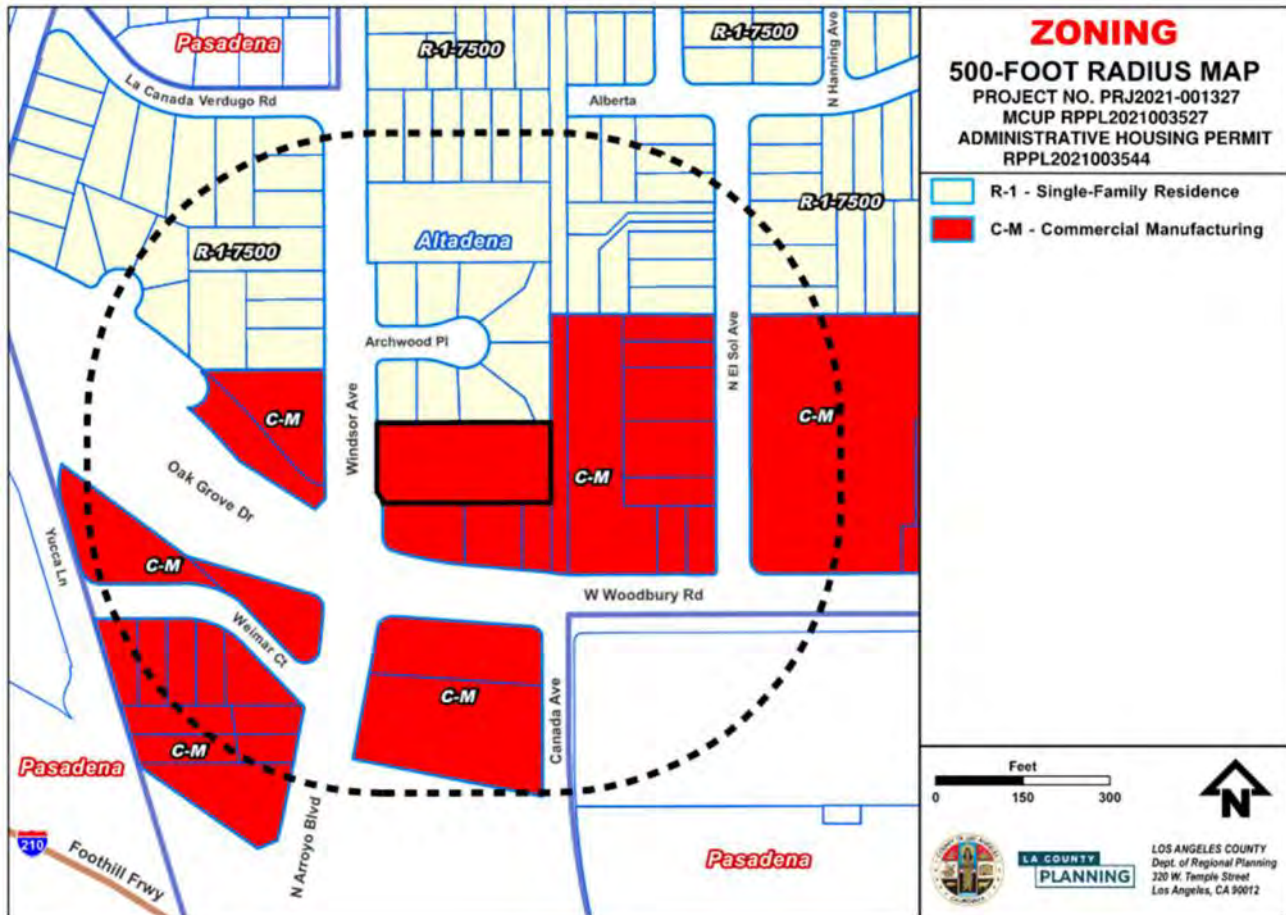 ZONING
500-FOOT RADIUS MAP
PROJECT NO. PRJ2021-001327
MCUP RPPL2021003527
ADMINISTRATIVE HOUSING PERMIT
RPPL2021003544
R-1 - Single-Family Residence
C-M - Commercial Manufacturing
Pasadena
R-1-7500
R-1-7500
N Hanning Ave
La Canada Verdugo Rd
Alberta
R-1-7500
R-1-7500
Altadena
Archwood Pl
Windsor Ave
N El Sol Ave
C-M
C-M
C-M
Oak Grove Dr
Yucca Ln
C-M
W Woodbury Rd
Weimar Ct
C-M
Canada Ave
C-M
Pasadena
N Arroyo Blvd
210
Foothill Frwy
Pasadena
Feet
0 150 300
N
LA COUNTY
PLANNING
LOS ANGELES COUNTY
Dept. of Regional Planning
320 W. Temple Street
Los Angeles, CA 90012